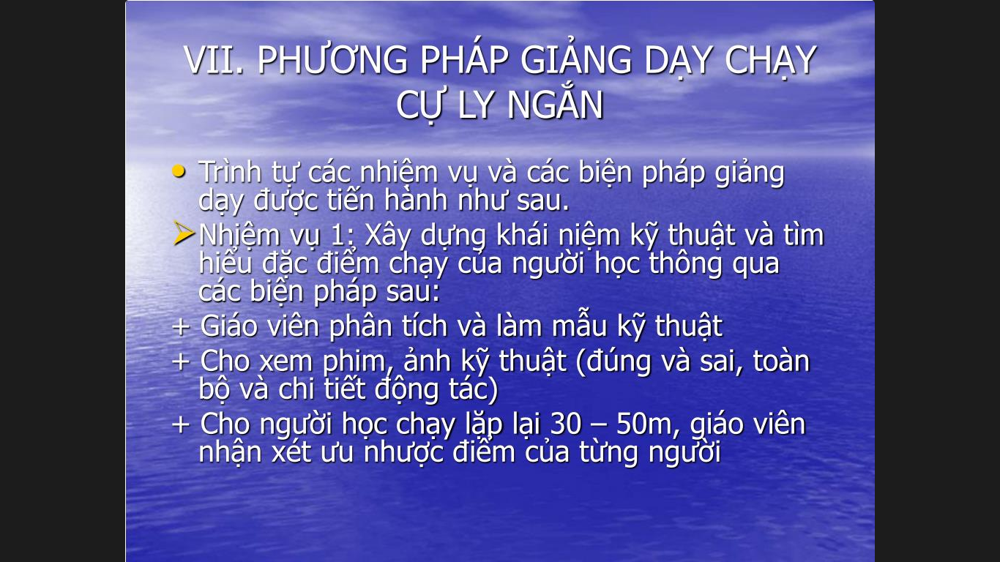 VII. PHƯƠNG PHÁP GIẢNG DẠY CHẠY
CỰ LY NGẮN
• Trình tự các nhiệm vụ và các biện pháp giảng
dạy được tiến hành như sau.
➢ Nhiệm vụ 1: Xây dựng khái niệm kỹ thuật và tìm
hiểu đặc điểm chạy của người học thông qua
các biện pháp sau:
+ Giáo viên phân tích và làm mẫu kỹ thuật
+ Cho xem phim, ảnh kỹ thuật (đúng và sai, toàn
bộ và chi tiết động tác)
+ Cho người học chạy lặp lại 30 – 50m, giáo viên
nhận xét ưu nhược điểm của từng người